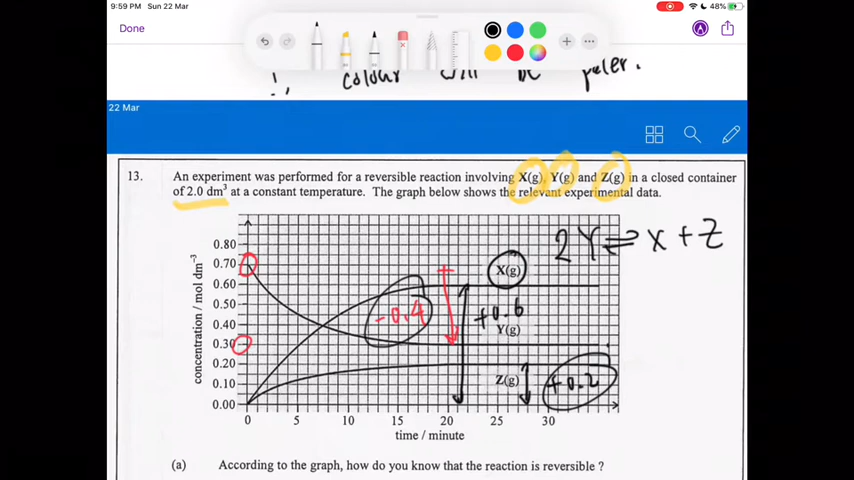 9:59 PM Sun 22 Mar
48%
Done
colour will be paler.
22 Mar
13. An experiment was performed for a reversible reaction involving X(g), Y(g) and Z(g) in a closed container
of 2.0 dm³ at a constant temperature. The graph below shows the relevant experimental data.
2Y ⇌ X + Z
concentration / mol dm⁻³
0.80
0.70
0.60
0.50
0.40
0.30
0.20
0.10
0.00
X(g)
-0.4
+0.6
Y(g)
Z(g)
+0.2
0 5 10 15 20 25 30
time / minute
(a) According to the graph, how do you know that the reaction is reversible ?